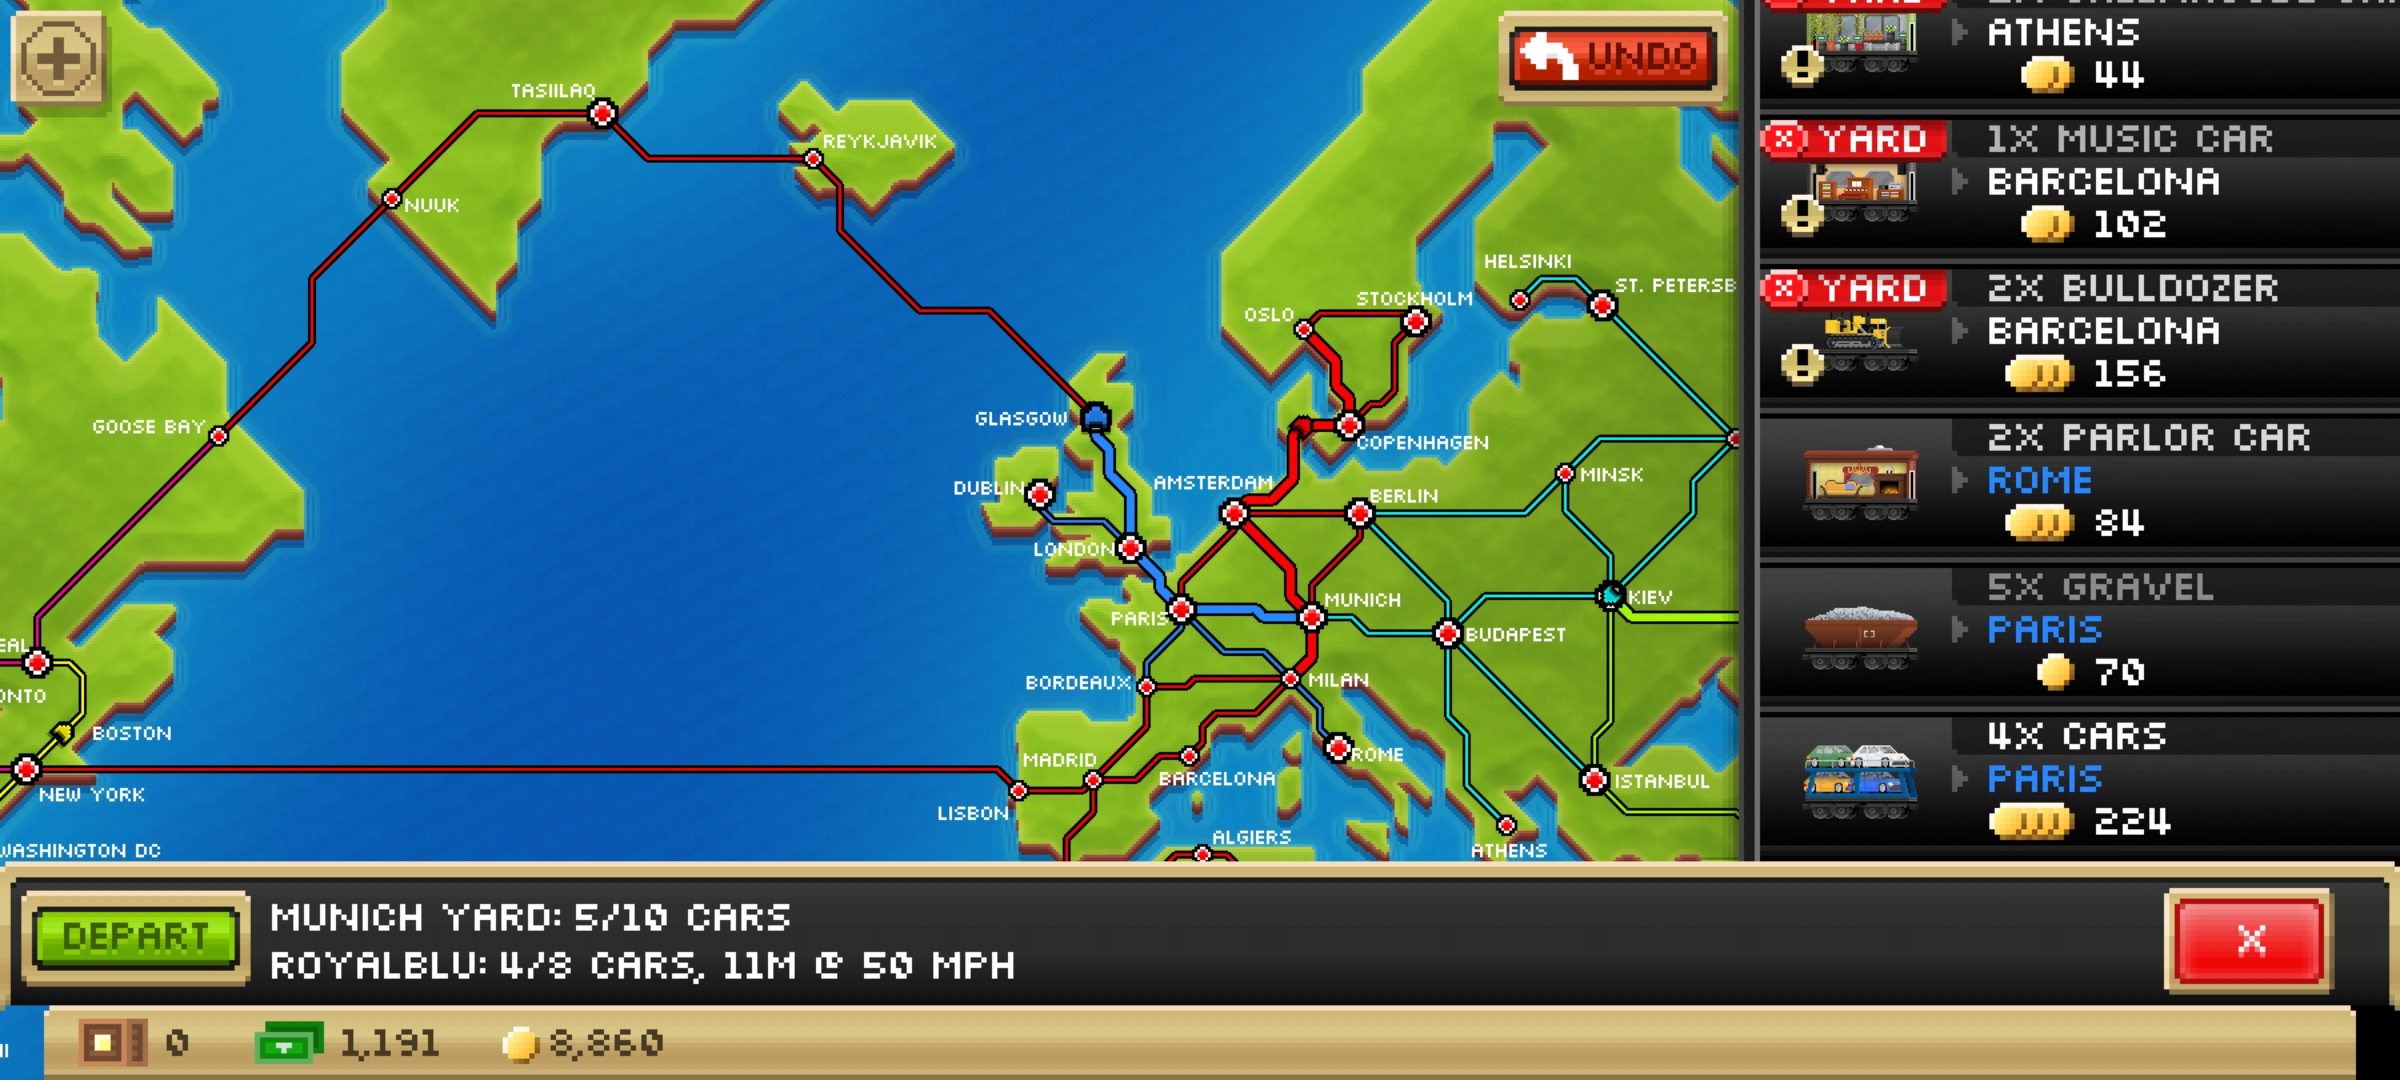 TASIILAQ
REYKJAVIK
NUUK
GOOSE BAY
GLASGOW
DUBLIN
LONDON
OSLO
STOCKHOLM
HELSINKI
ST. PETERSB
COPENHAGEN
AMSTERDAM
BERLIN
MINSK
KIEV
PARIS
MUNICH
BUDAPEST
BORDEAUX
MILAN
MADRID
BARCELONA
ROME
LISBON
ISTANBUL
ALGIERS
ATHENS
EAL
ONTO
BOSTON
NEW YORK
WASHINGTON DC
UNDO
ATHENS
44
YARD 1X MUSIC CAR
BARCELONA
102
YARD 2X BULLDOZER
BARCELONA
156
2X PARLOR CAR
ROME
84
5X GRAVEL
PARIS
70
4X CARS
PARIS
224
DEPART
MUNICH YARD: 5/10 CARS
ROYALBLU: 4/8 CARS, 11M @ 50 MPH
X
0 1,191 8,860